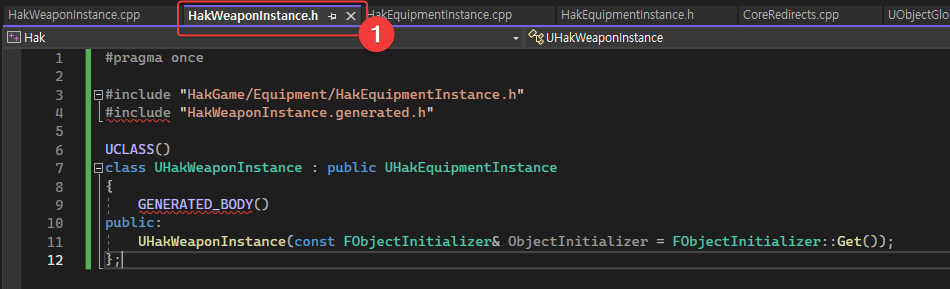 HakWeaponInstance.cpp HakWeaponInstance.h HakEquipmentInstance.cpp HakEquipmentInstance.h CoreRedirects.cpp UObjectGlo
1
Hak UHakWeaponInstance
1 #pragma once
2
3 #include "HakGame/Equipment/HakEquipmentInstance.h"
4 #include "HakWeaponInstance.generated.h"
5
6 UCLASS()
7 class UHakWeaponInstance : public UHakEquipmentInstance
8 {
9 GENERATED_BODY()
10 public:
11 UHakWeaponInstance(const FObjectInitializer& ObjectInitializer = FObjectInitializer::Get());
12 };